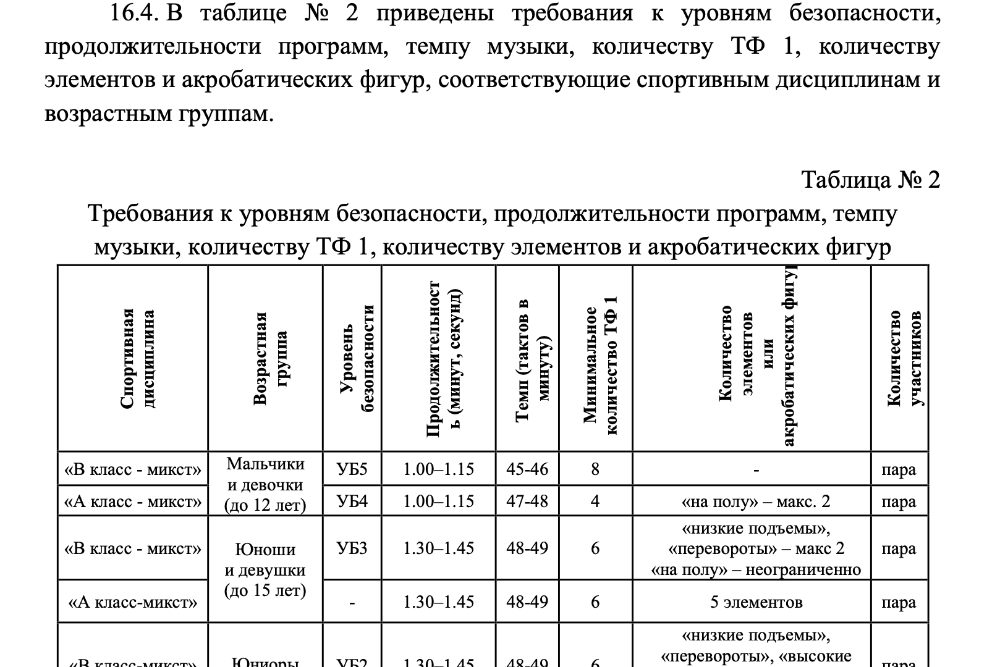 16.4. В таблице № 2 приведены требования к уровням безопасности,
продолжительности программ, темпу музыки, количеству ТФ 1, количеству
элементов и акробатических фигур, соответствующие спортивным дисциплинам и
возрастным группам.
Таблица № 2
Требования к уровням безопасности, продолжительности программ, темпу
музыки, количеству ТФ 1, количеству элементов и акробатических фигур
Спортивная
дисциплина
Возрастная
группа
Уровень
безопасности
Продолжительност
ь (минут, секунд)
Темп (тактов в
минуту)
Минимальное
количество ТФ 1
Количество
элементов
или
акробатических фигу
Количество
участников
«В класс - микст»
Мальчики
и девочки
(до 12 лет)
УБ5
1.00–1.15
45-46
8
-
пара
«А класс - микст»
УБ4
1.00–1.15
47-48
4
«на полу» – макс. 2
пара
«В класс - микст»
Юноши
и девушки
(до 15 лет)
УБ3
1.30–1.45
48-49
6
«низкие подъемы»,
«перевороты» – макс 2
«на полу» – неограниченно
пара
«А класс-микст»
-
1.30–1.45
48-49
6
5 элементов
пара
«В класс-микст»
Юниоры
УБ2
1.30–1.45
48-49
6
«низкие подъемы»,
«перевороты», «высокие
пара